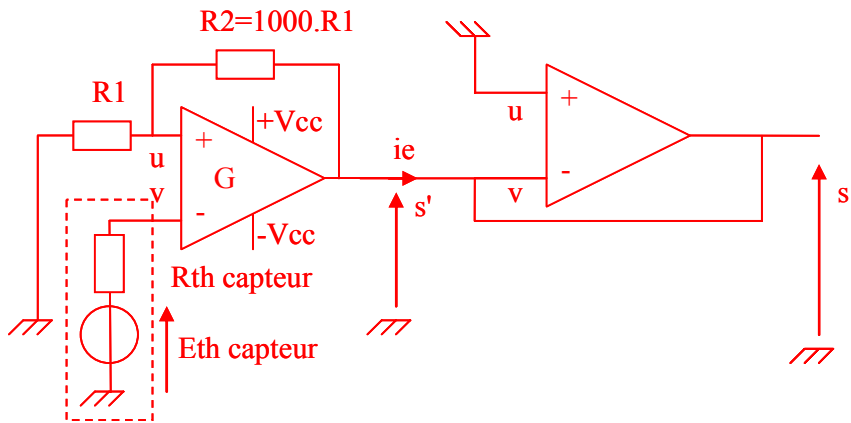 R2=1000.R1
R1
+
u
v
-
G
+Vcc
-Vcc
Rth capteur
Eth capteur
ie
s'
u
v
+
-
s